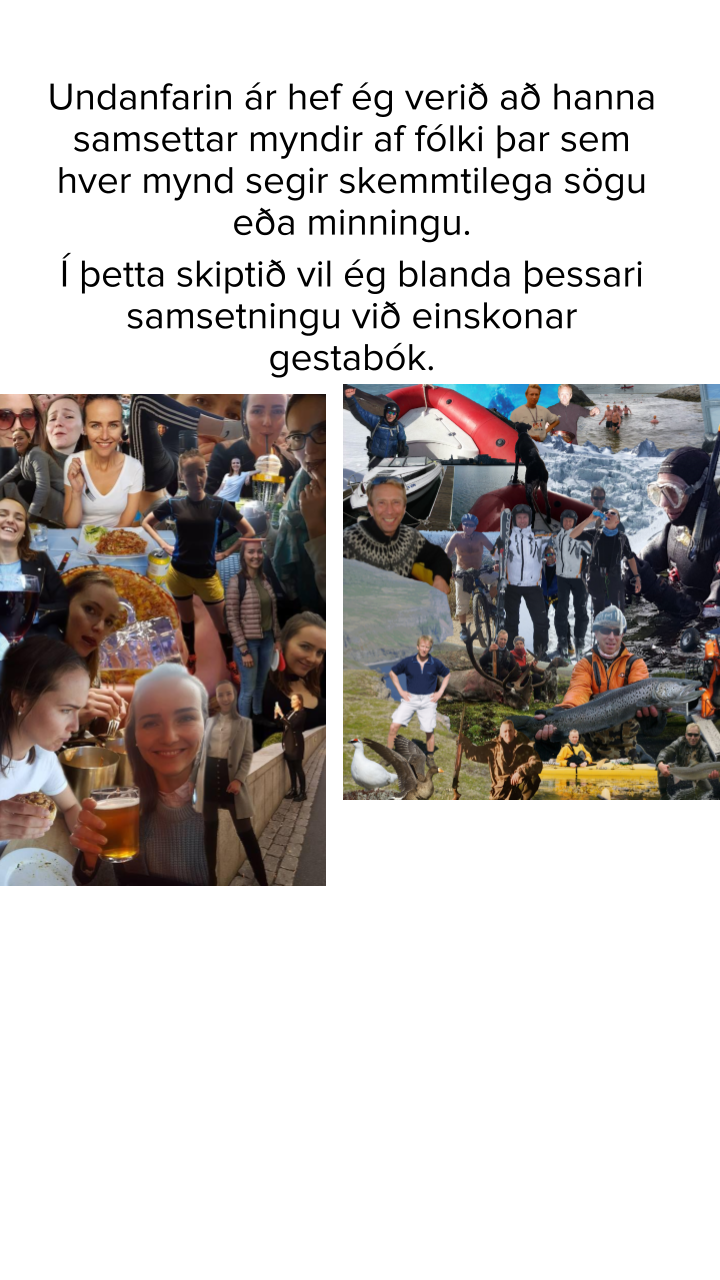 Undanfarin ár hef ég verið að hanna
samsettar myndir af fólki þar sem
hver mynd segir skemmtilega sögu
eða minningu.
Í þetta skiptið vil ég blanda þessari
samsetningu við einskonar
gestabók.